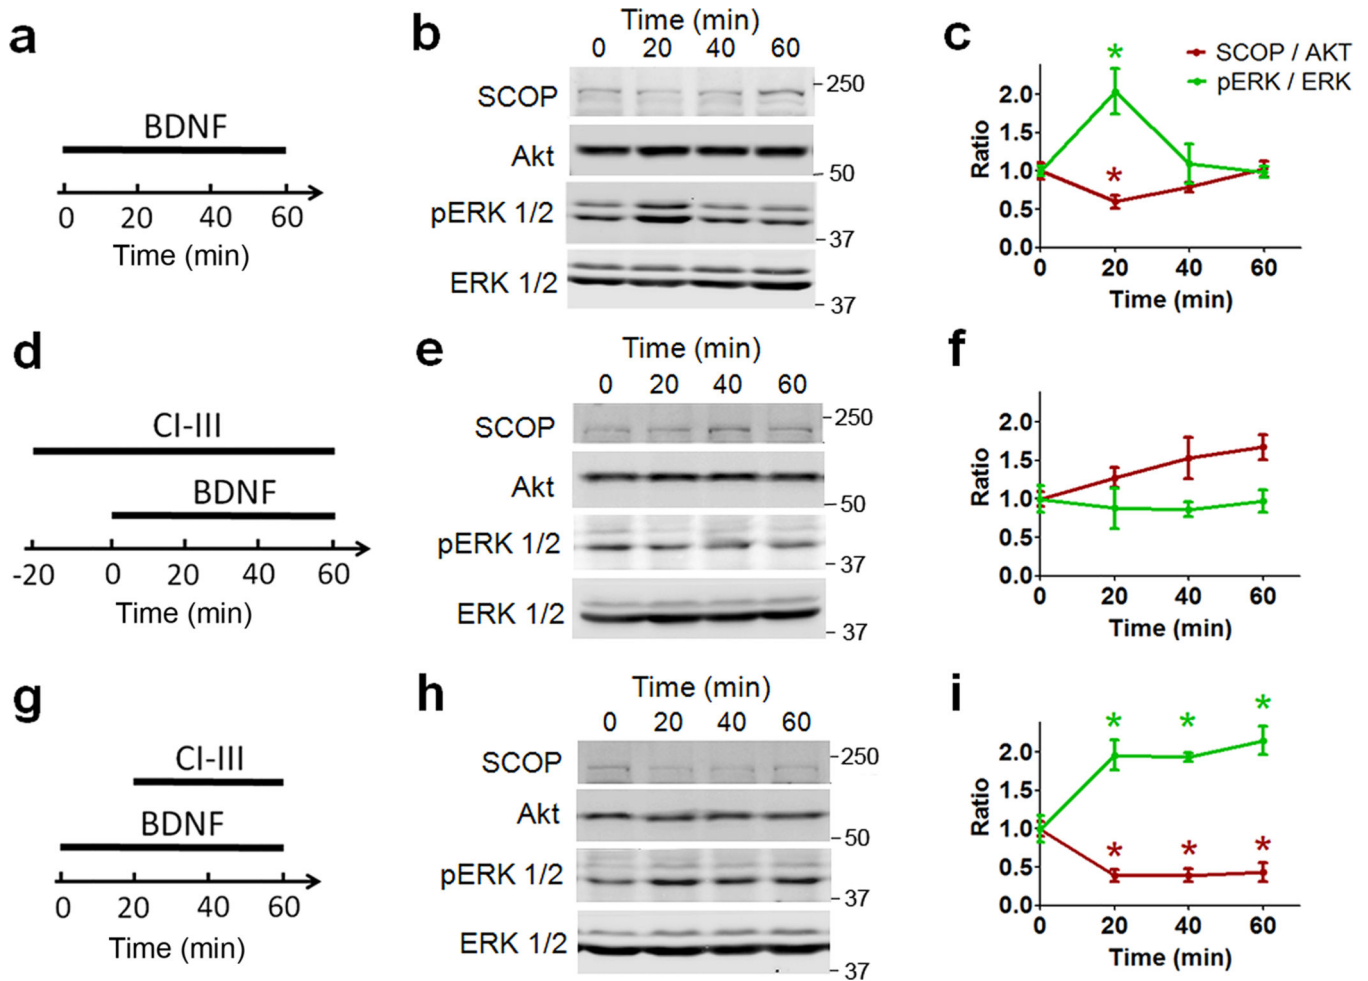 a
BDNF
0 20 40 60
Time (min)
b
Time (min)
0 20 40 60
SCOP
250
Akt
50
pERK 1/2
37
ERK 1/2
37
c
SCOP / AKT
pERK / ERK
*
*
Ratio
2.0
1.5
1.0
0.5
0.0
0 20 40 60
Time (min)
d
CI-III
BDNF
-20 0 20 40 60
Time (min)
e
Time (min)
0 20 40 60
SCOP
250
Akt
50
pERK 1/2
37
ERK 1/2
37
f
Ratio
2.0
1.5
1.0
0.5
0.0
0 20 40 60
Time (min)
g
CI-III
BDNF
0 20 40 60
Time (min)
h
Time (min)
0 20 40 60
SCOP
250
Akt
50
pERK 1/2
37
ERK 1/2
37
i
* * *
* * *
Ratio
2.0
1.5
1.0
0.5
0.0
0 20 40 60
Time (min)